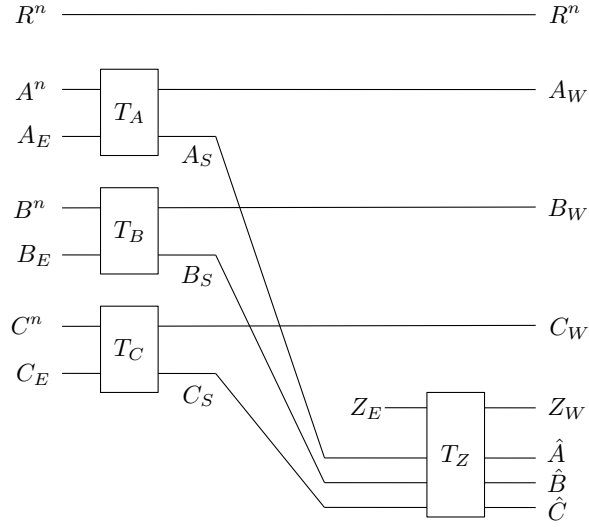 R^n R^n
A^n T_A A_W
A_E A_S
B^n T_B B_W
B_E B_S
C^n T_C C_W
C_E C_S
Z_E T_Z Z_W
Â
B̂
Ĉ